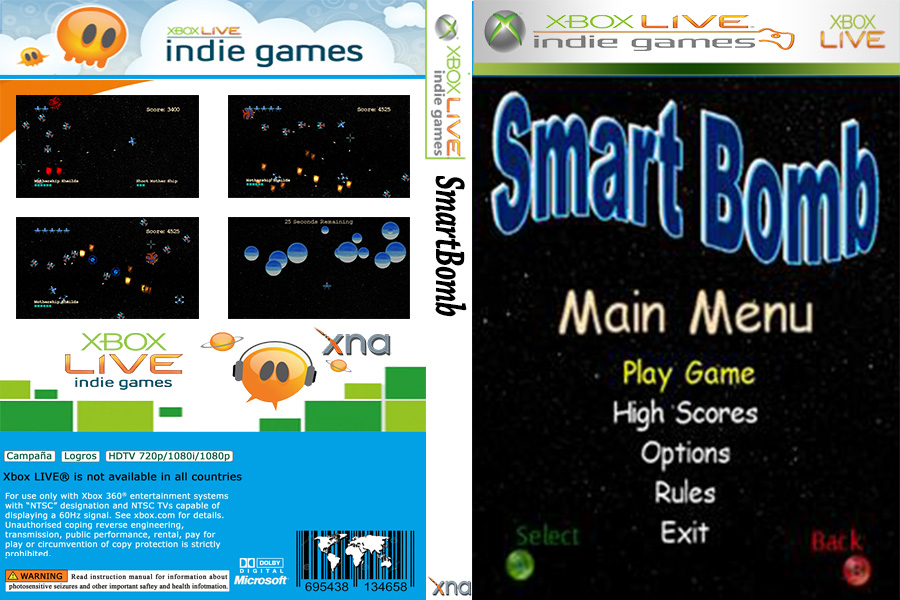 XBOX LIVE
indie games
Score: 3400
Mothership Shields
Shoot Mother Ship
Score: 4525
Mothership Shields
Score: 4525
Mothership Shields
25 Seconds Remaining
XBOX
LIVE
indie games
xna
Campaña
Logros
HDTV 720p/1080i/1080p
Xbox LIVE® is not available in all countries
For use only with Xbox 360® entertainment systems
with “NTSC” designation and NTSC TVs capable of
displaying a 60Hz signal. See xbox.com for details.
Unauthorised coping reverse engineering,
transmission, public performance, rental, pay for
play or circumvention of copy protection is strictly
prohibited.
WARNING Read instruction manual for information about
photosensitive seizures and other important saftey and health infotmation.
DOLBY
DIGITAL
Microsoft®
695438 134658
XBOX LIVE
indie games
SmartBomb
xna
XBOX LIVE™
indie games
XBOX
LIVE
Smart Bomb
Main Menu
Play Game
High Scores
Options
Rules
Exit
Select
Back